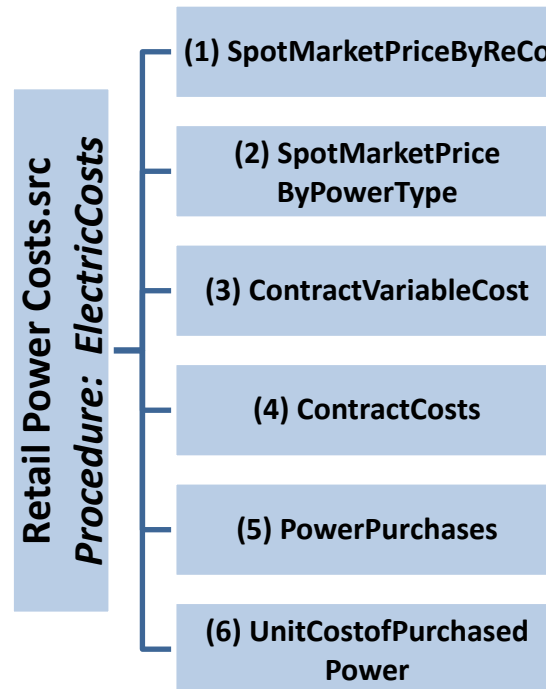 Retail Power Costs.src
Procedure: ElectricCosts
(1) SpotMarketPriceByReCo
(2) SpotMarketPrice
ByPowerType
(3) ContractVariableCost
(4) ContractCosts
(5) PowerPurchases
(6) UnitCostofPurchased
Power